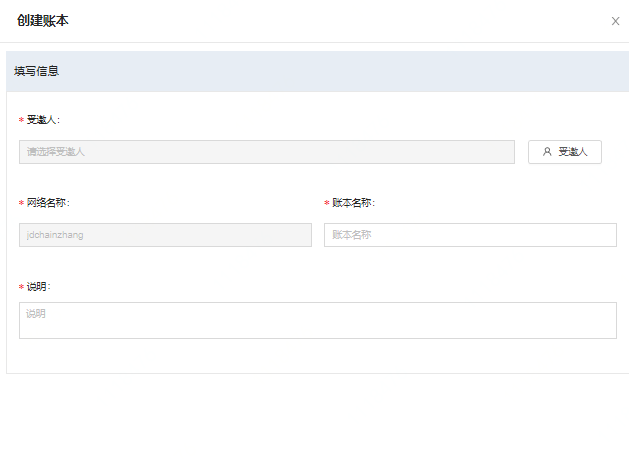 创建账本
填写信息
* 受邀人：
请选择受邀人
受邀人
* 网络名称：
* 账本名称：
jdchainzhang
账本名称
* 说明：
说明